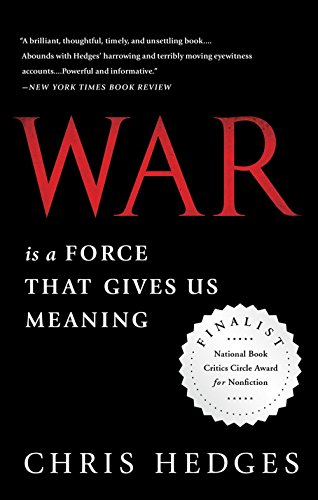 "A brilliant, thoughtful, timely, and unsettling book....
Abounds with Hedges' harrowing and terribly moving eyewitness
accounts....Powerful and informative."
—NEW YORK TIMES BOOK REVIEW
WAR
is a FORCE
THAT GIVES US
MEANING
FINALIST
National Book
Critics Circle Award
for Nonfiction
CHRIS HEDGES